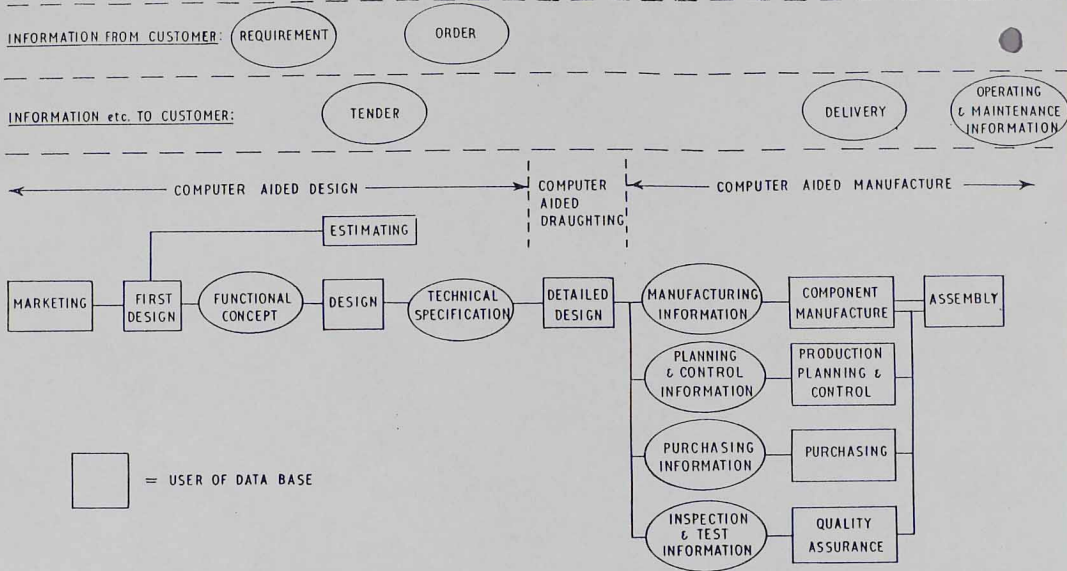 INFORMATION FROM CUSTOMER:
REQUIREMENT
ORDER
INFORMATION etc. TO CUSTOMER:
TENDER
DELIVERY
OPERATING
& MAINTENANCE
INFORMATION
COMPUTER AIDED DESIGN
COMPUTER
AIDED
DRAUGHTING
COMPUTER AIDED MANUFACTURE
ESTIMATING
MARKETING
FIRST
DESIGN
FUNCTIONAL
CONCEPT
DESIGN
TECHNICAL
SPECIFICATION
DETAILED
DESIGN
MANUFACTURING
INFORMATION
COMPONENT
MANUFACTURE
ASSEMBLY
PLANNING
& CONTROL
INFORMATION
PRODUCTION
PLANNING &
CONTROL
PURCHASING
INFORMATION
PURCHASING
INSPECTION
& TEST
INFORMATION
QUALITY
ASSURANCE
= USER OF DATA BASE